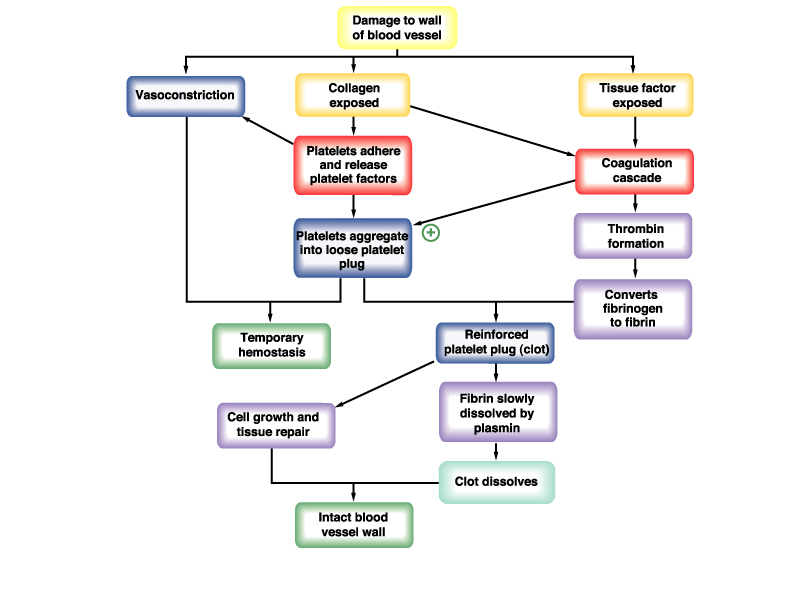 Damage to wall
of blood vessel
Vasoconstriction
Collagen
exposed
Tissue factor
exposed
Platelets adhere
and release
platelet factors
Coagulation
cascade
Platelets aggregate
into loose platelet
plug
+
Thrombin
formation
Converts
fibrinogen
to fibrin
Temporary
hemostasis
Reinforced
platelet plug (clot)
Cell growth and
tissue repair
Fibrin slowly
dissolved by
plasmin
Clot dissolves
Intact blood
vessel wall